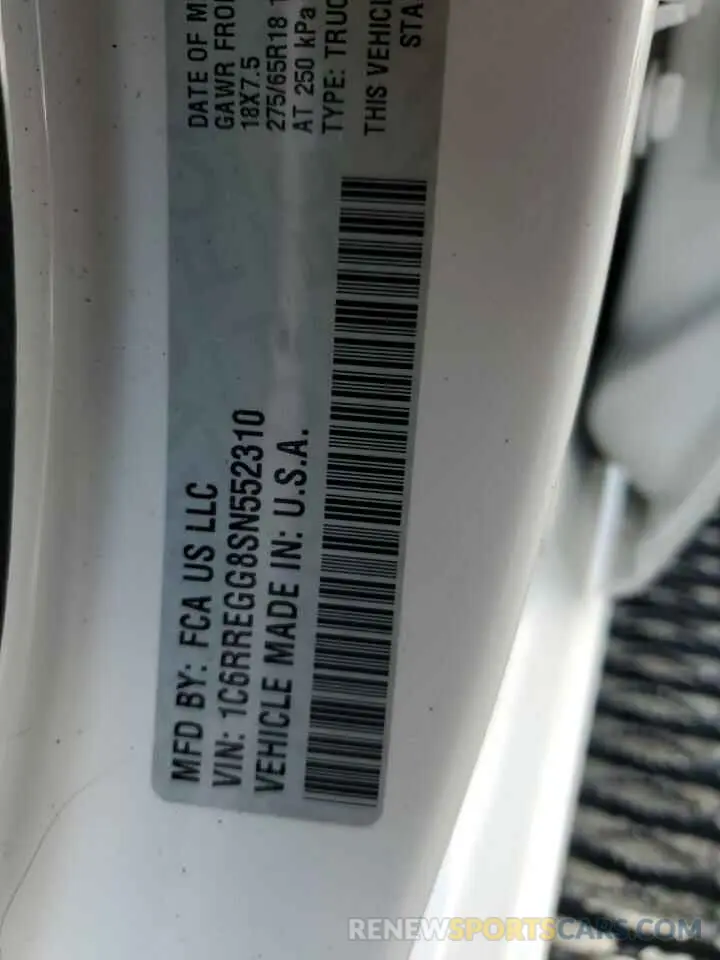 MFD BY: FCA US LLC
VIN: 1C6RREGG8SN552310
VEHICLE MADE IN: U.S.A.
DATE OF M
GAWR FRO
18X7.5
275/65R18
AT 250 kPa
TYPE: TRUC
THIS VEHICL
STA
RENEWSPORTSCARS.COM